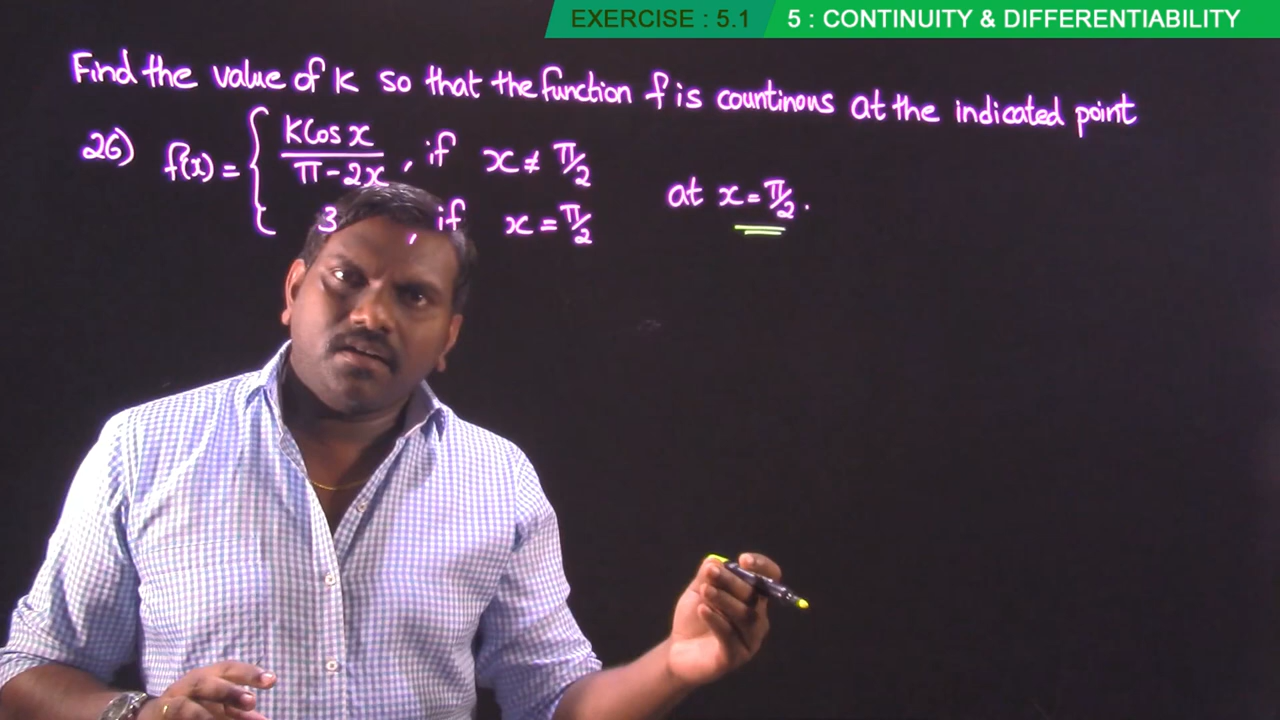 EXERCISE : 5.1 5 : CONTINUITY & DIFFERENTIABILITY
Find the value of K so that the function f is countinous at the indicated point
26) f(x) = { K Cos x / π - 2x , if x ≠ π/2
3 , if x = π/2
at x = π/2 .